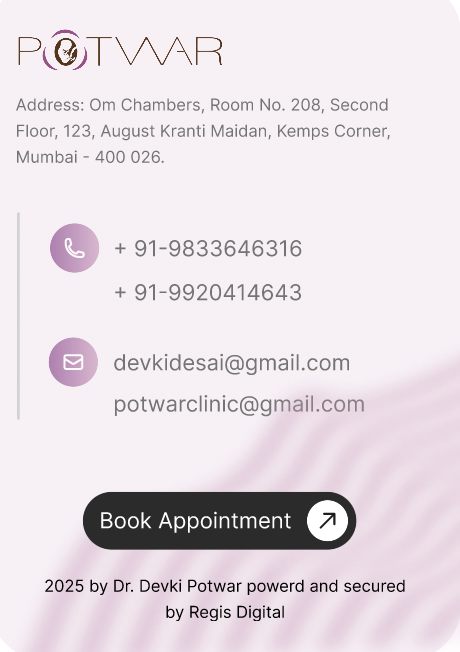 POTWAR
Address: Om Chambers, Room No. 208, Second
Floor, 123, August Kranti Maidan, Kemps Corner,
Mumbai - 400 026.
+ 91-9833646316
+ 91-9920414643
devkidesai@gmail.com
potwarclinic@gmail.com
Book Appointment
2025 by Dr. Devki Potwar powerd and secured
by Regis Digital